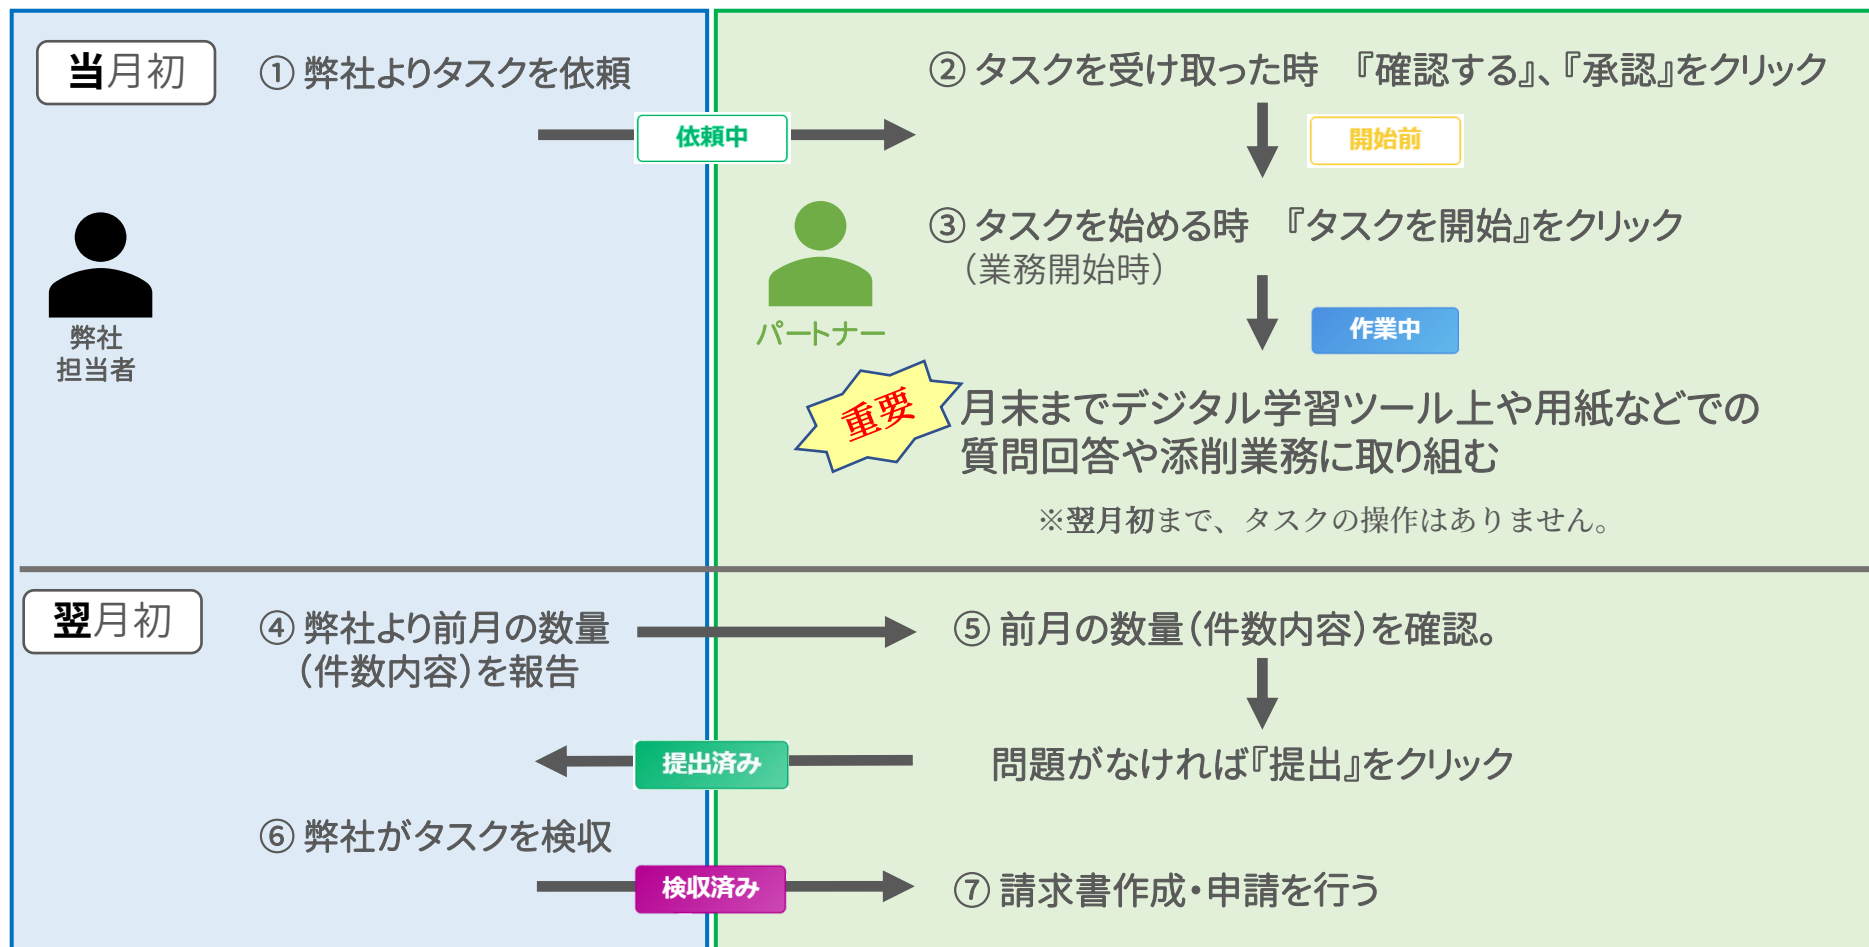 当月初
① 弊社よりタスクを依頼
② タスクを受け取った時　『確認する』、『承認』をクリック
依頼中
開始前
③ タスクを始める時　『タスクを開始』をクリック
（業務開始時）
弊社
担当者
パートナー
作業中
重要
月末までデジタル学習ツール上や用紙などでの
質問回答や添削業務に取り組む
※翌月初まで、タスクの操作はありません。
翌月初
④ 弊社より前月の数量
（件数内容）を報告
⑤ 前月の数量（件数内容）を確認。
提出済み
問題がなければ『提出』をクリック
⑥ 弊社がタスクを検収
検収済み
⑦ 請求書作成・申請を行う